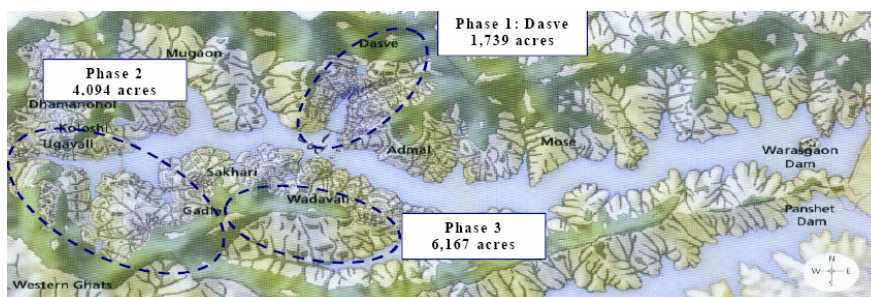 Phase 1: Dasve
1,739 acres
Dasve
Mugaon
Phase 2
4,094 acres
Dhamanohol
Koloshi
Ugavali
Admal
Mose
Warasgaon
Dam
Sakhari
Wadavali
Gadle
Phase 3
6,167 acres
Panshet
Dam
Western Ghats
N
W
E
S